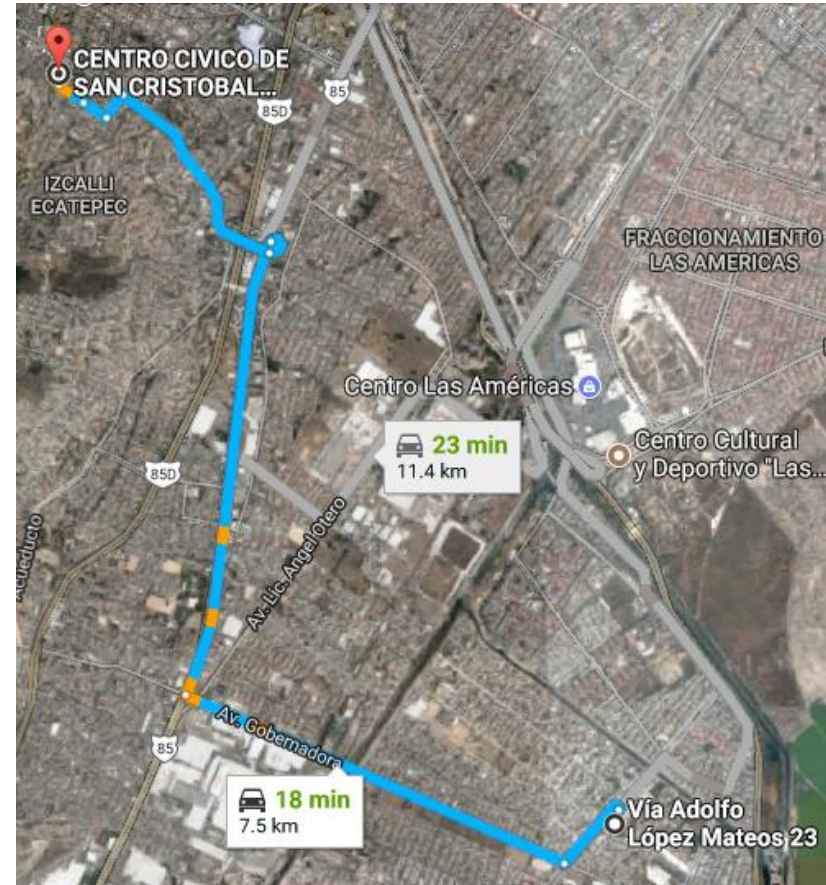 CENTRO CIVICO DE
SAN CRISTOBAL...
85
85D
IZCALLI
ECATEPEC
FRACCIONAMIENTO
LAS AMERICAS
Centro Las Américas
23 min
11.4 km
Centro Cultural
y Deportivo "Las...
85D
Acueducto
Av. Lic. Angel Otero
Av. Gobernadora
85
18 min
7.5 km
Vía Adolfo
López Mateos 23